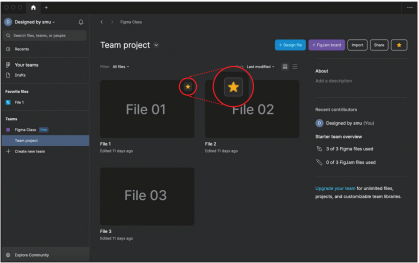 Designed by smu
Figma Class
Search files, teams, or people
Recents
Your teams
Drafts
Favorite files
File 1
Teams
Figma Class Free
Team project
Create new team
Explore Community
Team project
+ Design file
+ FigJam board
Import
Share
Filter: All files
Sort: Last modified
File 01
File 1
Edited 11 days ago
File 02
File 2
Edited 11 days ago
File 03
File 3
Edited 11 days ago
About
Add a description
Recent contributors
Designed by smu (You)
Starter team overview
3 of 3 Figma files used
0 of 3 FigJam files used
Upgrade your team for unlimited files,
projects, and customizable team libraries.